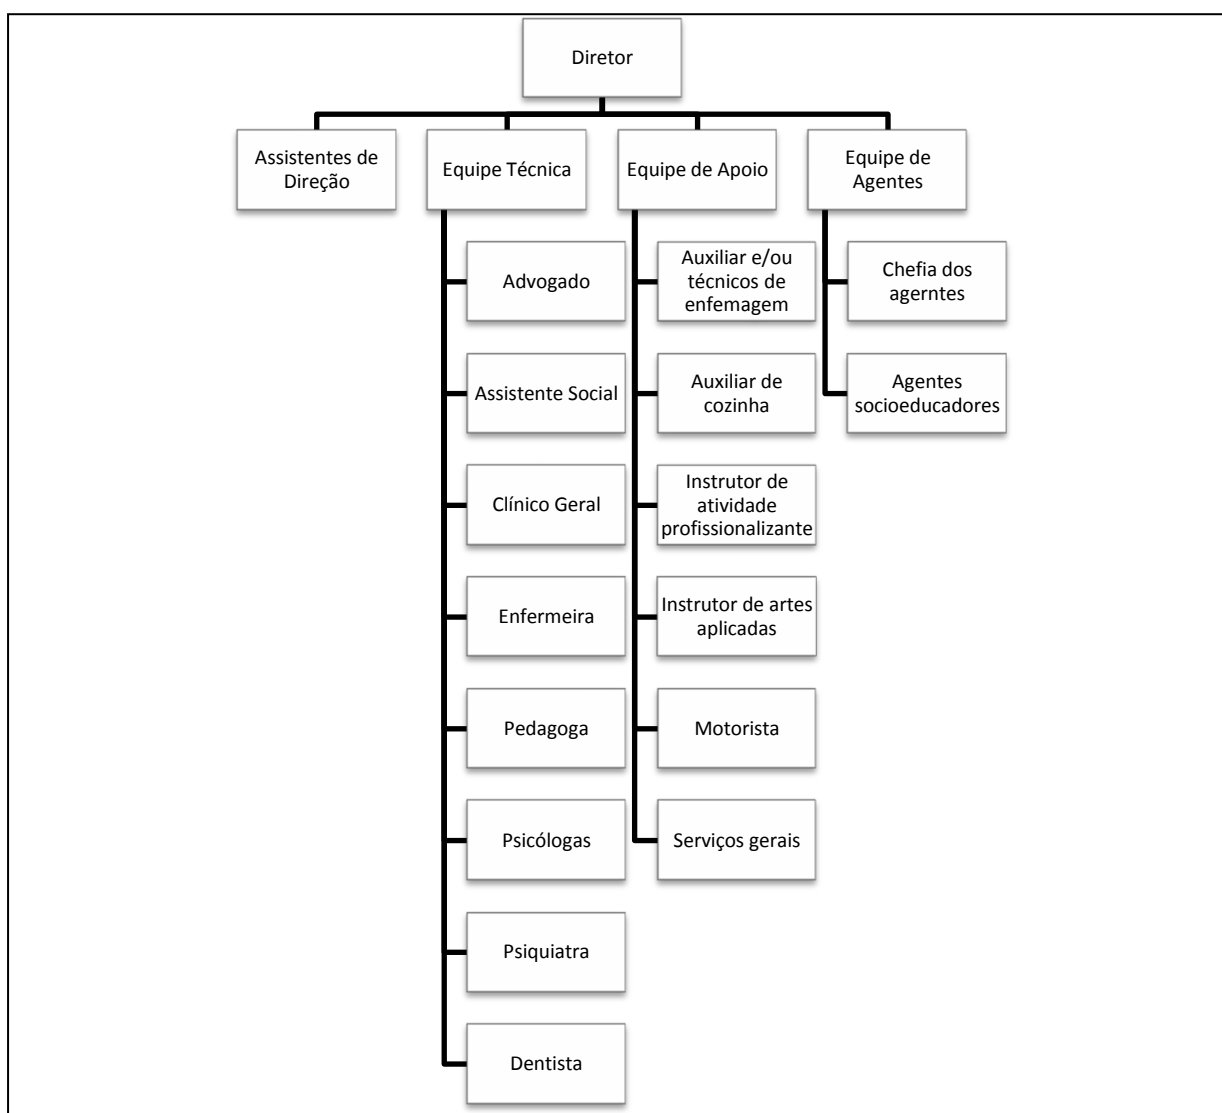 Diretor
Assistentes de
Direção
Equipe Técnica
Equipe de Apoio
Equipe de
Agentes
Advogado
Assistente Social
Clínico Geral
Enfermeira
Pedagoga
Psicólogas
Psiquiatra
Dentista
Auxiliar e/ou
técnicos de
enfemagem
Auxiliar de
cozinha
Instrutor de
atividade
profissionalizante
Instrutor de artes
aplicadas
Motorista
Serviços gerais
Chefia dos
agerntes
Agentes
socioeducadores